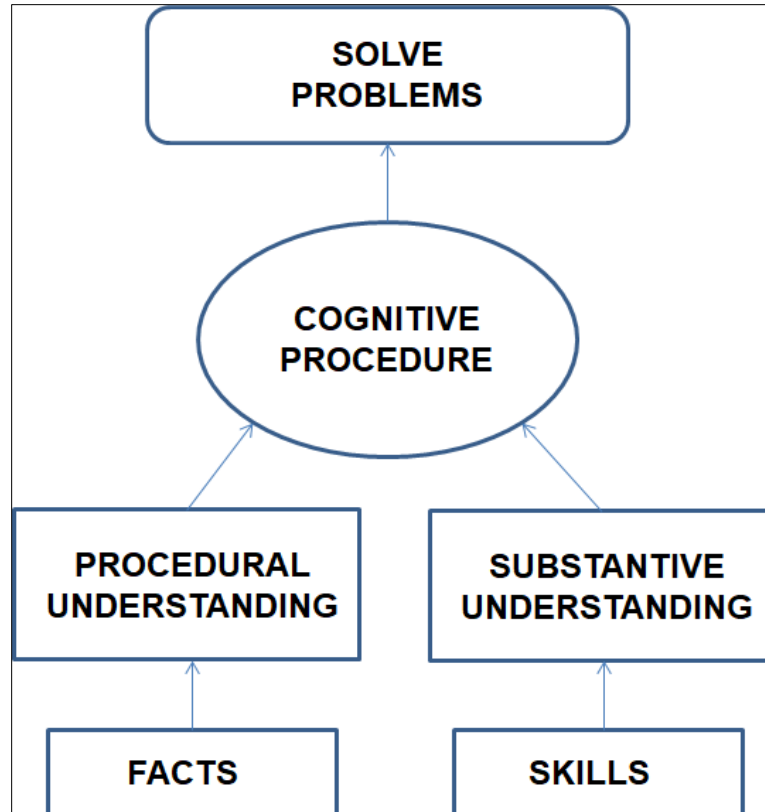 SOLVE
PROBLEMS
COGNITIVE
PROCEDURE
PROCEDURAL
UNDERSTANDING
SUBSTANTIVE
UNDERSTANDING
FACTS
SKILLS